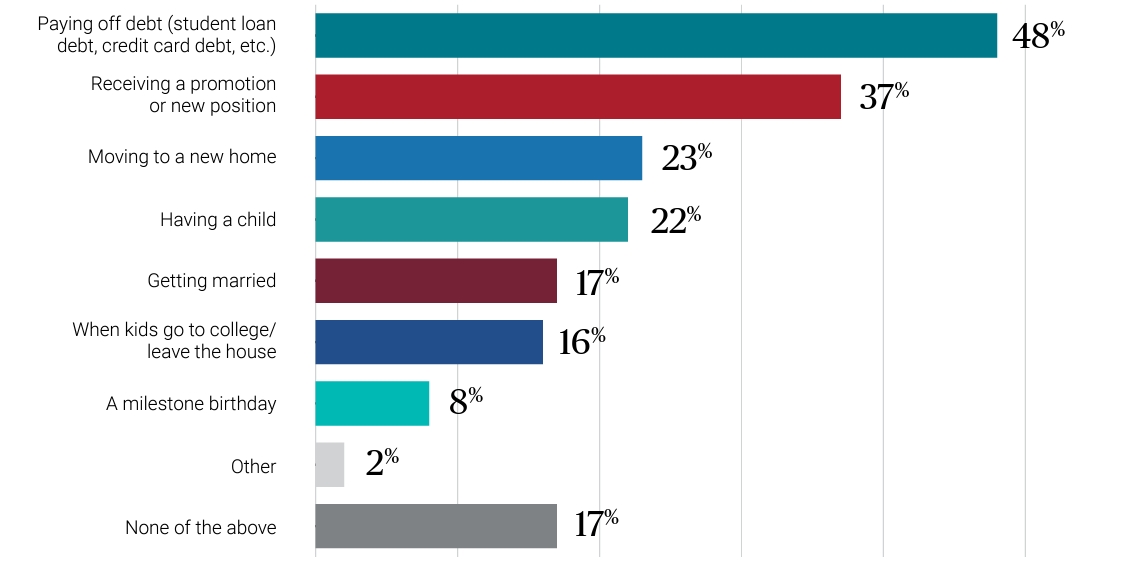 Paying off debt (student loan
debt, credit card debt, etc.)
48%
Receiving a promotion
or new position
37%
Moving to a new home
23%
Having a child
22%
Getting married
17%
When kids go to college/
leave the house
16%
A milestone birthday
8%
Other
2%
None of the above
17%